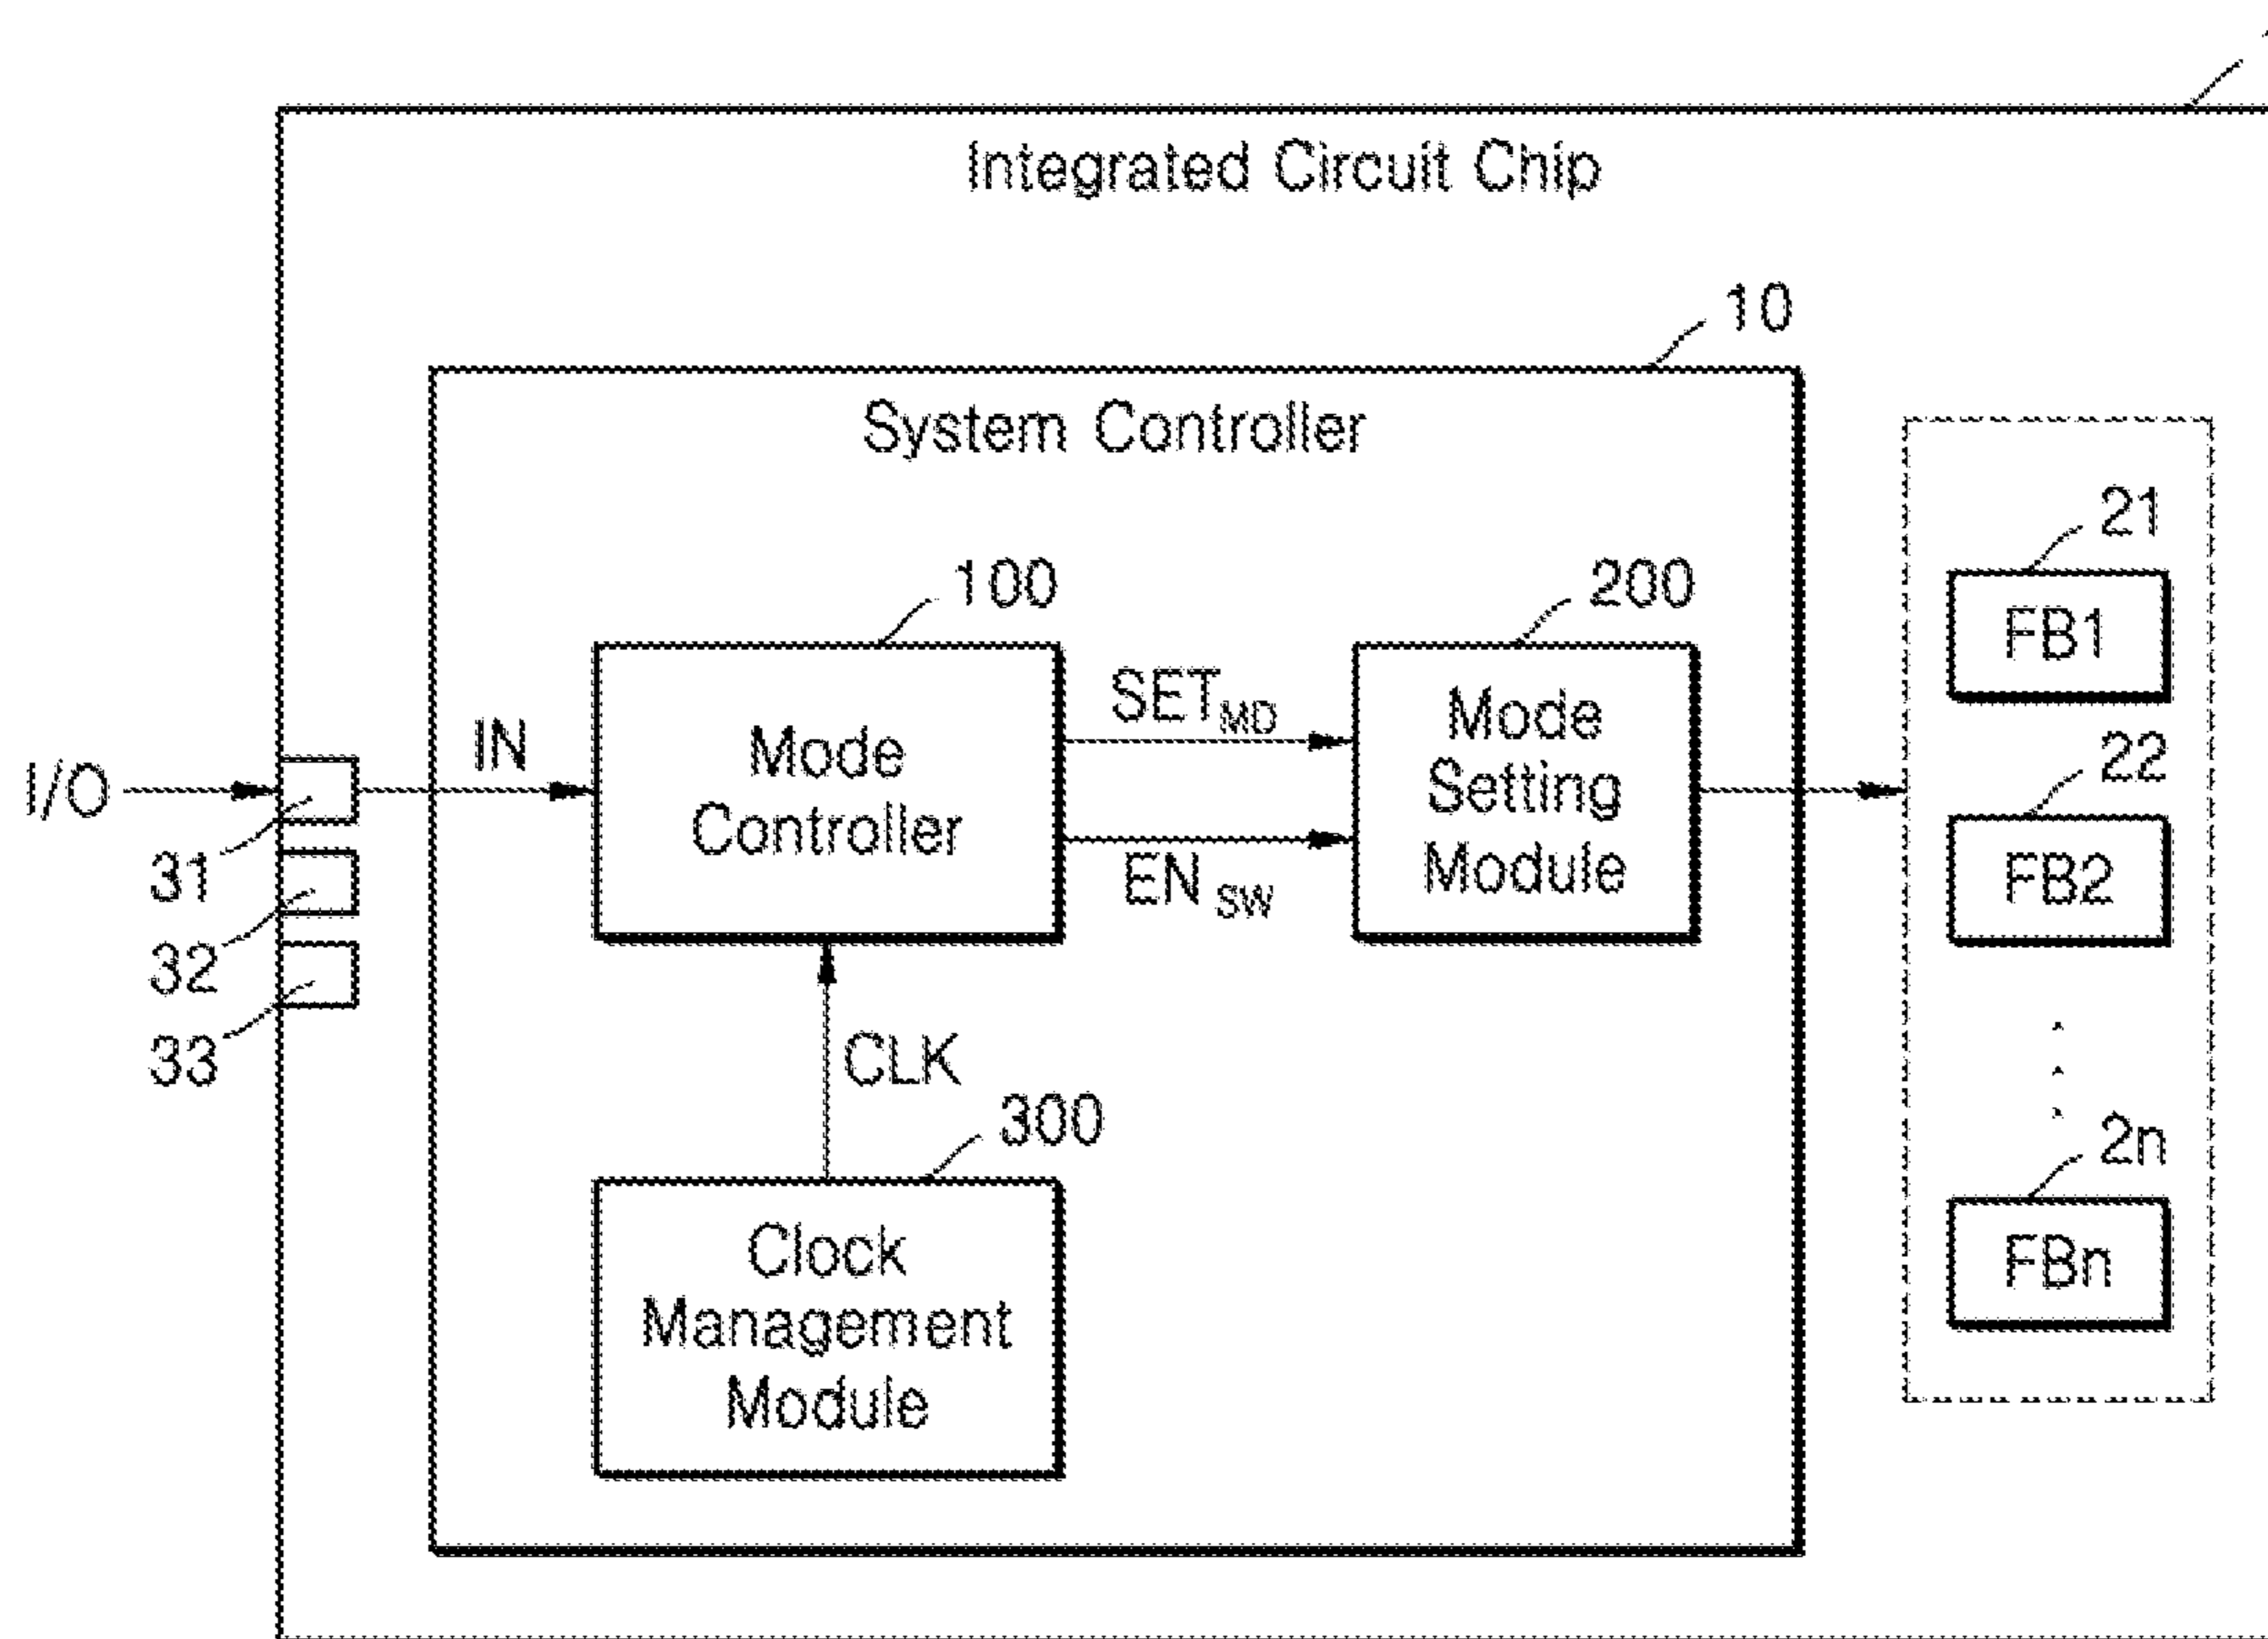 Integrated Circuit Chip
10
System Controller
21
100
200
FB1
SET_MD
Mode
Setting
Module
IN
Mode
Controller
I/O
22
31
EN_SW
FB2
32
33
CLK
300
2n
Clock
Management
Module
FBn